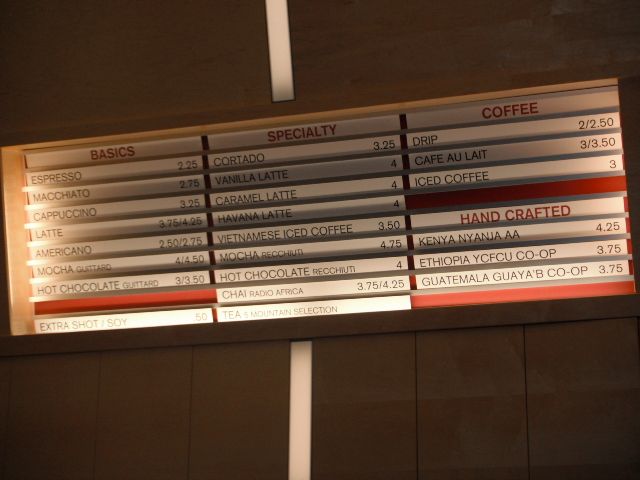 BASICS
ESPRESSO 2.25
MACCHIATO 2.75
CAPPUCCINO 3.25
LATTE 3.75/4.25
AMERICANO 2.50/2.75
MOCHA GUITTARD 4/4.50
HOT CHOCOLATE GUITTARD 3/3.50
EXTRA SHOT / SOY .50
SPECIALTY
CORTADO 3.25
VANILLA LATTE 4
CARAMEL LATTE 4
HAVANA LATTE 4
VIETNAMESE ICED COFFEE 3.50
MOCHA RECCHIUTI 4.75
HOT CHOCOLATE RECCHIUTI 4
CHAI RADIO AFRICA 3.75/4.25
TEA 5 MOUNTAIN SELECTION
COFFEE
DRIP 2/2.50
CAFE AU LAIT 3/3.50
ICED COFFEE 3
HAND CRAFTED
KENYA NYANJA AA 4.25
ETHIOPIA YCFCU CO-OP 3.75
GUATEMALA GUAYA'B CO-OP 3.75